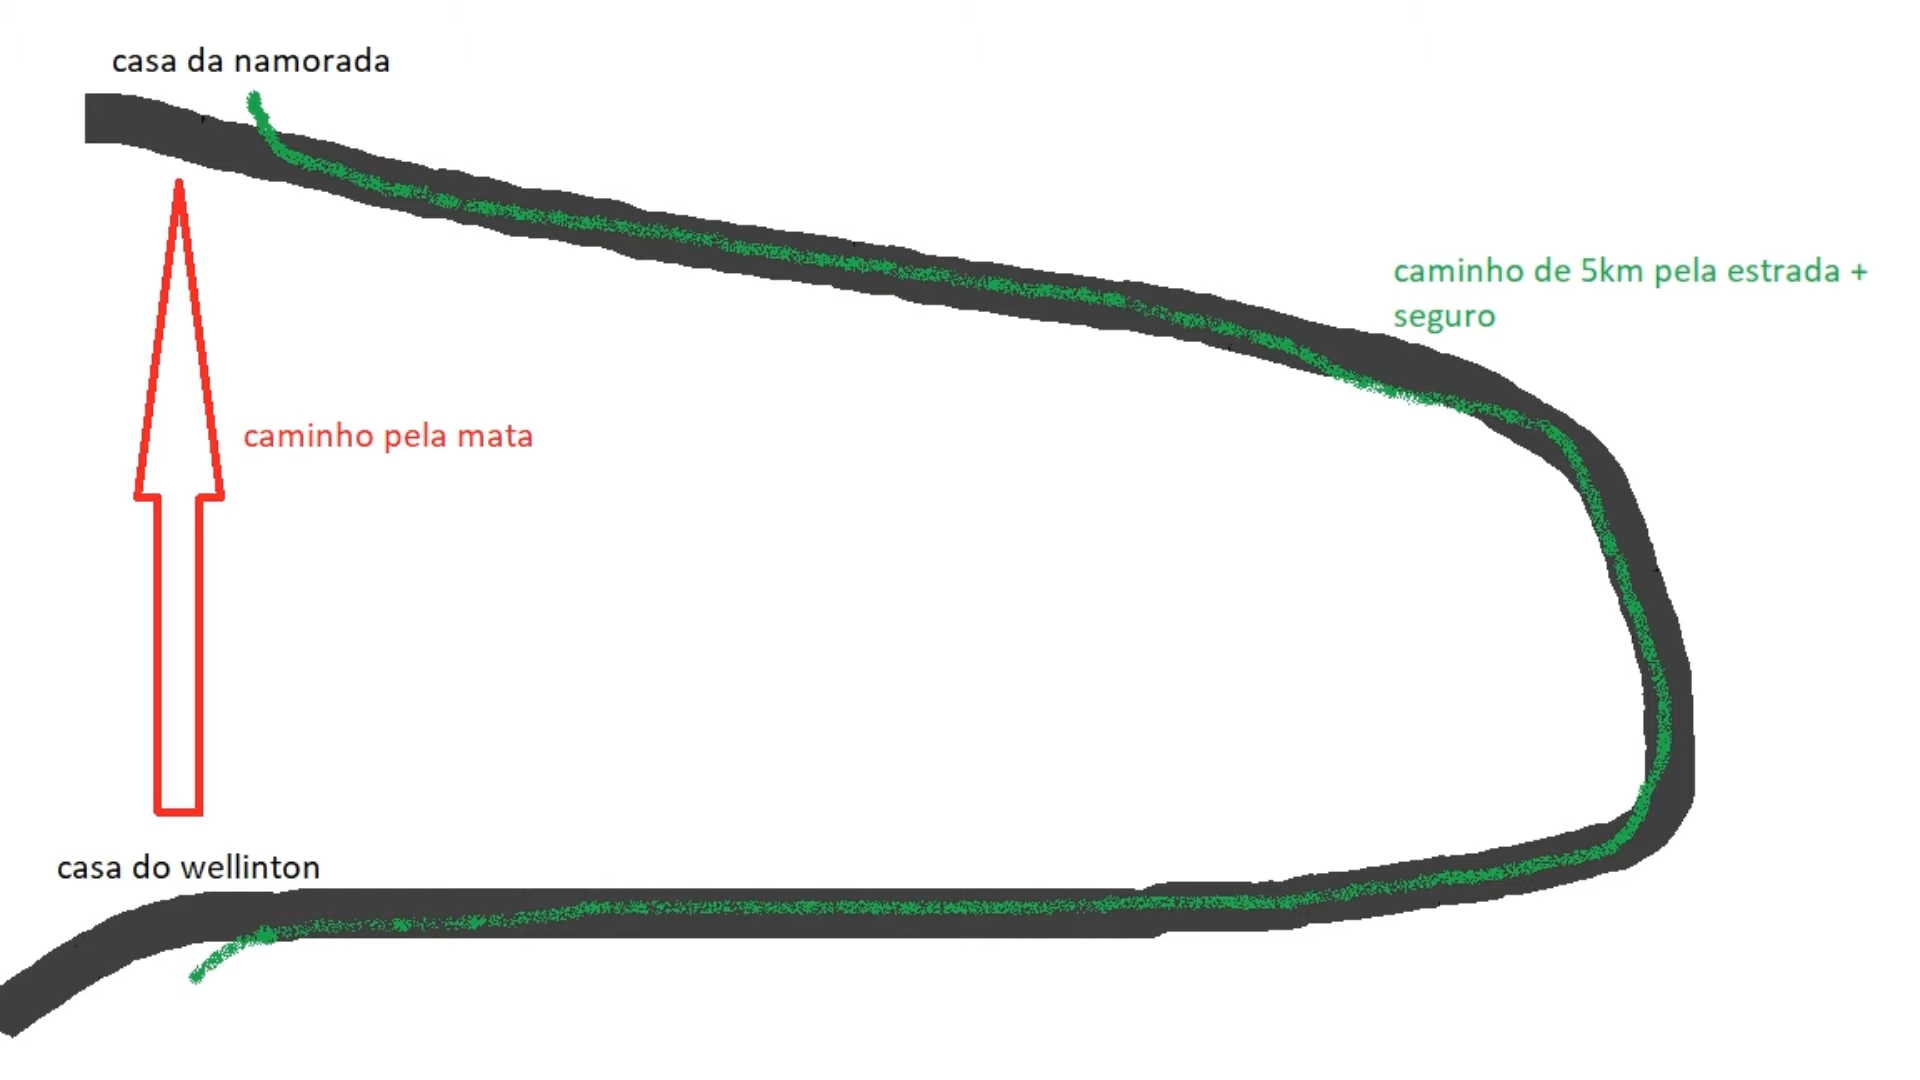 casa da namorada
caminho de 5km pela estrada +
seguro
caminho pela mata
casa do wellinton